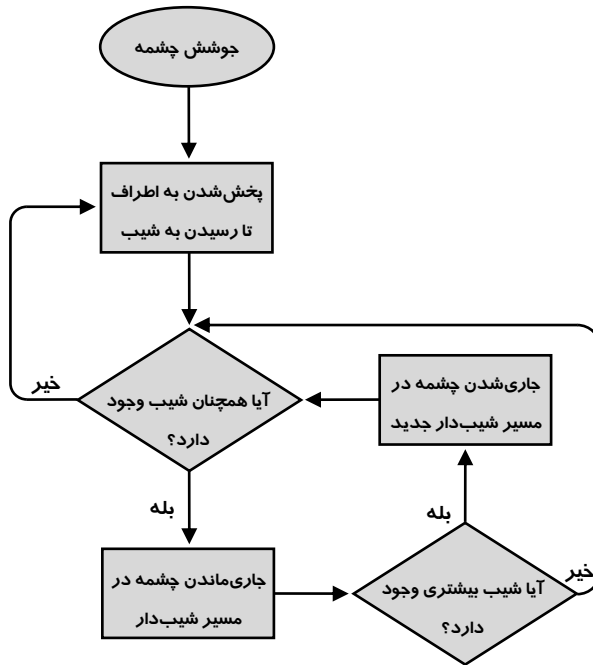 جوشش چشمه
پخش‌شدن به اطراف
تا رسیدن به شیب
آیا همچنان شیب وجود
دارد؟
خیر
بله
جاری‌ماندن چشمه در
مسیر شیب‌دار
آیا شیب بیشتری وجود
دارد؟
بله
خیر
جاری‌شدن چشمه در
مسیر شیب‌دار جدید